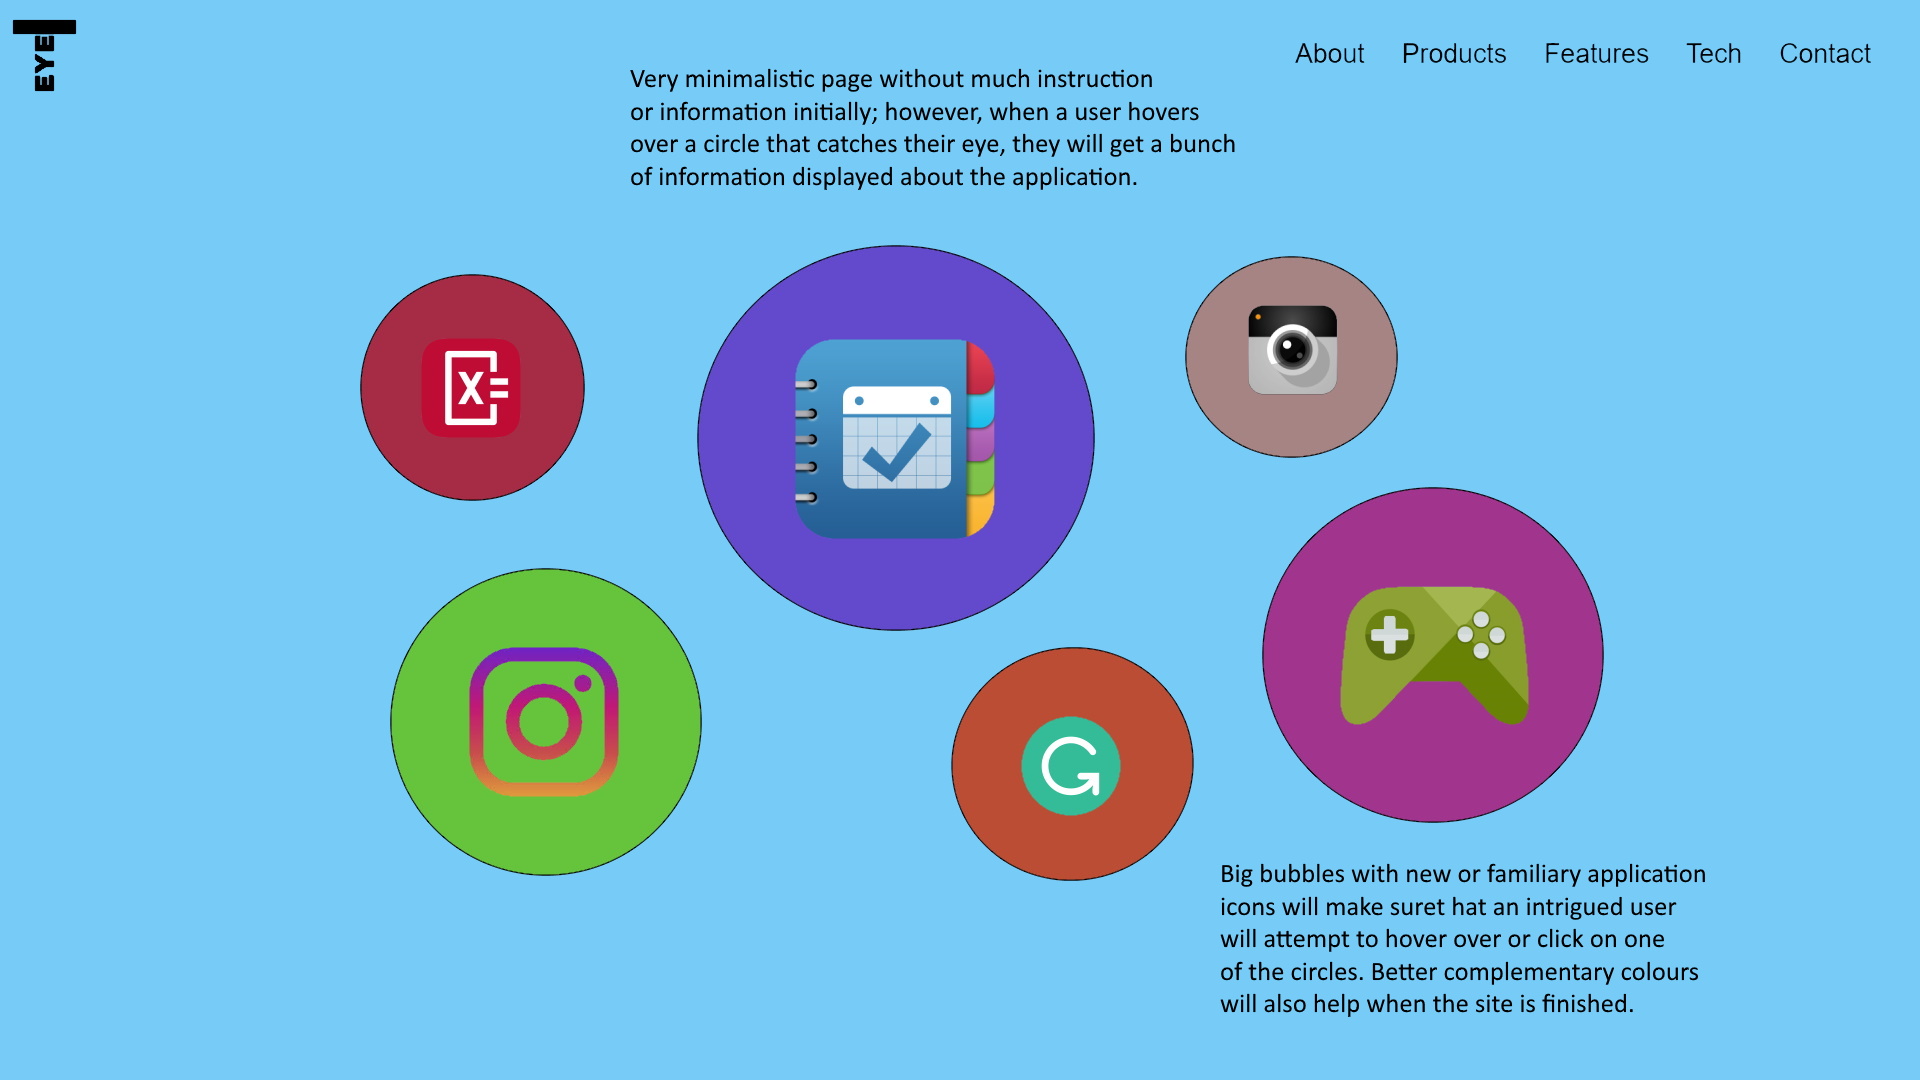 EYE
About Products Features Tech Contact
Very minimalistic page without much instruction
or information initially; however, when a user hovers
over a circle that catches their eye, they will get a bunch
of information displayed about the application.
X=
G
Big bubbles with new or familiary application
icons will make suret hat an intrigued user
will attempt to hover over or click on one
of the circles. Better complementary colours
will also help when the site is finished.